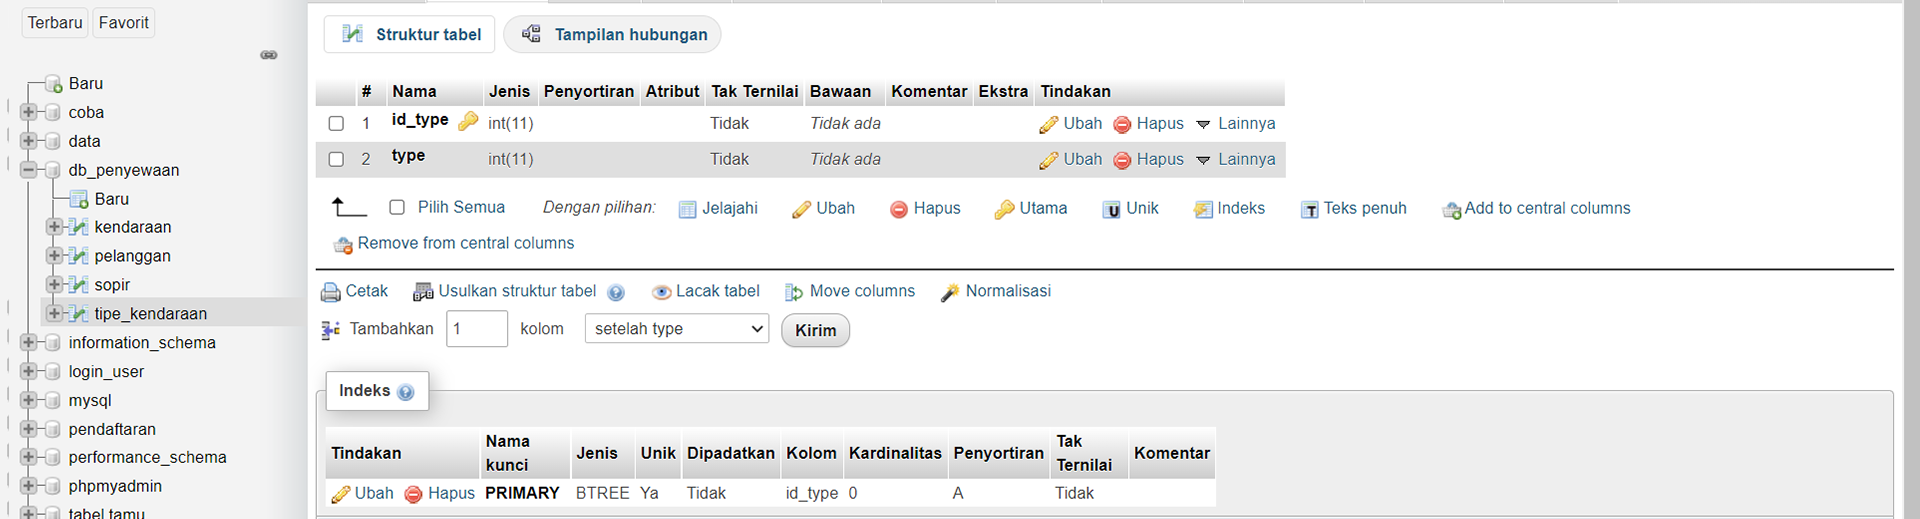 Terbaru Favorit
Baru
coba
data
db_penyewaan
Baru
kendaraan
pelanggan
sopir
tipe_kendaraan
information_schema
login_user
mysql
pendaftaran
performance_schema
phpmyadmin
tabel tamu
Struktur tabel Tampilan hubungan
# Nama Jenis Penyortiran Atribut Tak Ternilai Bawaan Komentar Ekstra Tindakan
1 id_type int(11) Tidak Tidak ada Ubah Hapus Lainnya
2 type int(11) Tidak Tidak ada Ubah Hapus Lainnya
Pilih Semua Dengan pilihan: Jelajahi Ubah Hapus Utama Unik Indeks Teks penuh Add to central columns
Remove from central columns
Cetak Usulkan struktur tabel Lacak tabel Move columns Normalisasi
Tambahkan 1 kolom setelah type Kirim
Indeks
Tindakan Nama kunci Jenis Unik Dipadatkan Kolom Kardinalitas Penyortiran Tak Ternilai Komentar
Ubah Hapus PRIMARY BTREE Ya Tidak id_type 0 A Tidak